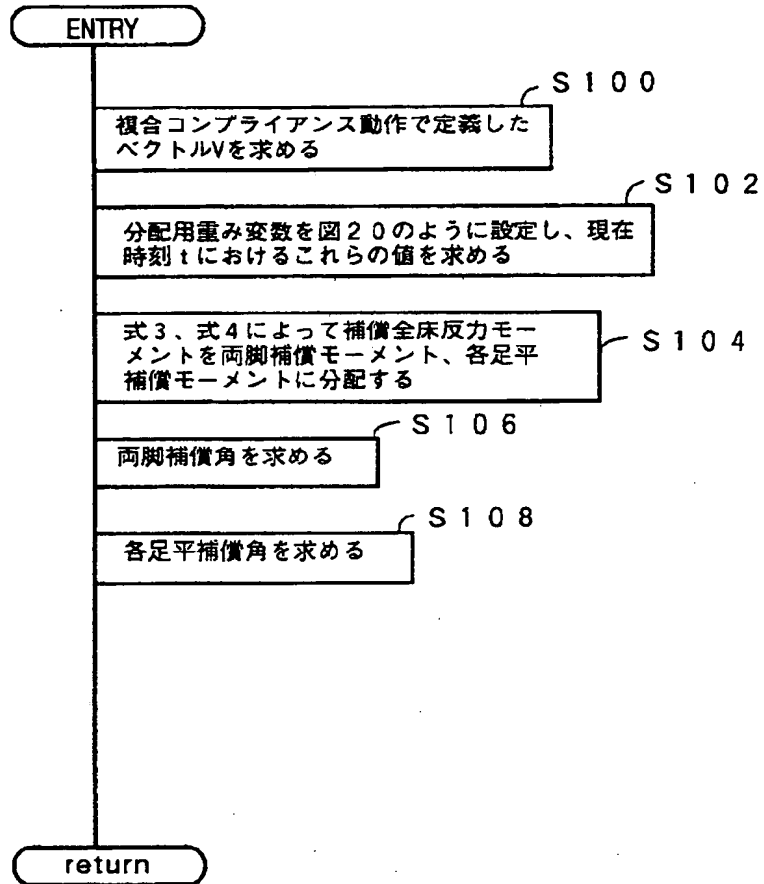 ENTRY
S100
複合コンプライアンス動作で定義した
ベクトルVを求める
S102
分配用重み変数を図20のように設定し、現在
時刻tにおけるこれらの値を求める
S104
式3、式4によって補償全床反力モー
メントを両脚補償モーメント、各足平
補償モーメントに分配する
S106
両脚補償角を求める
S108
各足平補償角を求める
return